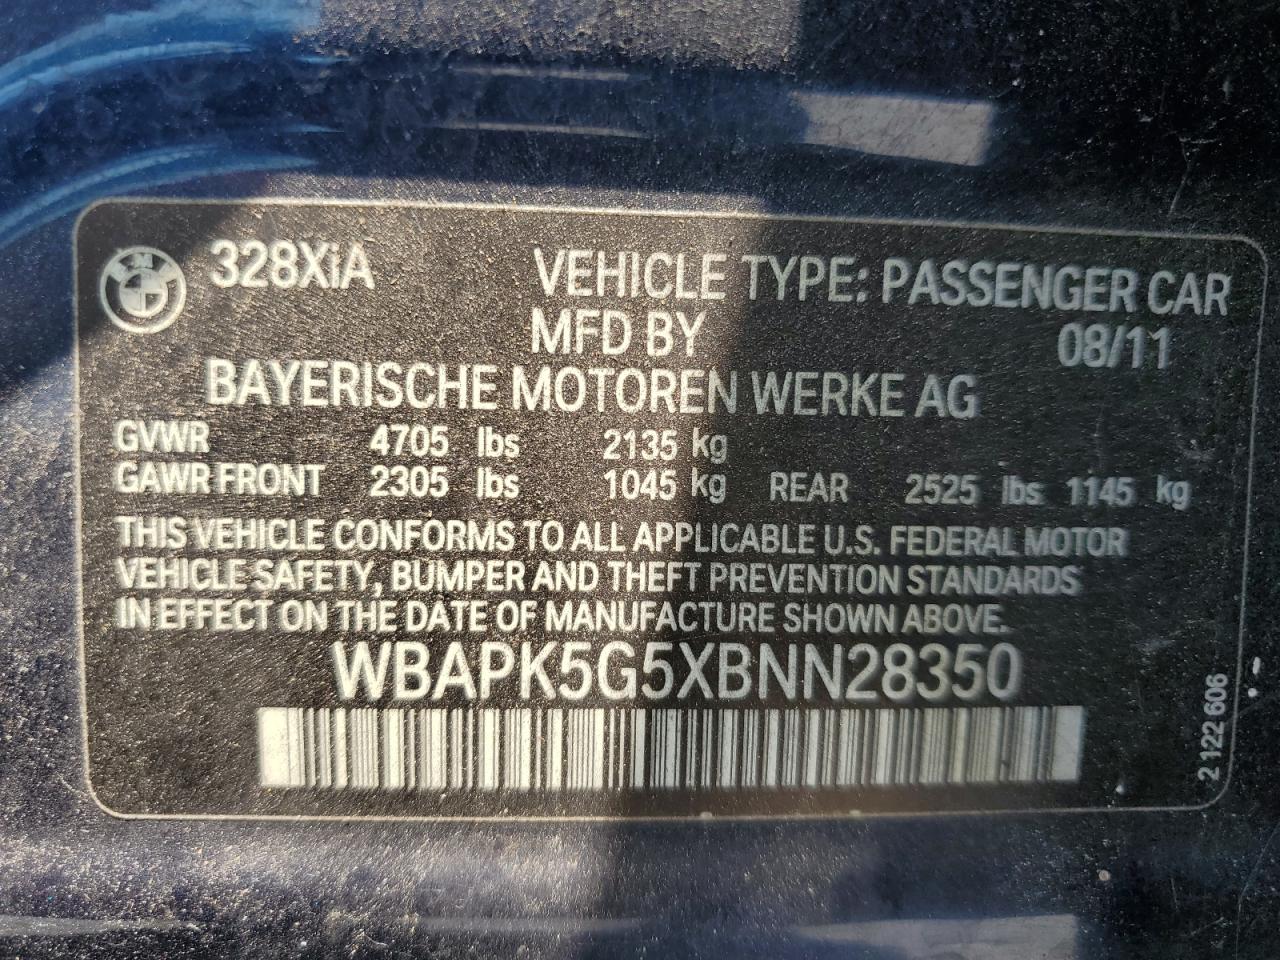 BMW 328XiA VEHICLE TYPE: PASSENGER CAR
MFD BY 08/11
BAYERISCHE MOTOREN WERKE AG
GVWR 4705 lbs 2135 kg
GAWR FRONT 2305 lbs 1045 kg REAR 2525 lbs 1145 kg
THIS VEHICLE CONFORMS TO ALL APPLICABLE U.S. FEDERAL MOTOR
VEHICLE SAFETY, BUMPER AND THEFT PREVENTION STANDARDS
IN EFFECT ON THE DATE OF MANUFACTURE SHOWN ABOVE.
WBAPK5G5XBNN28350
2 122 606